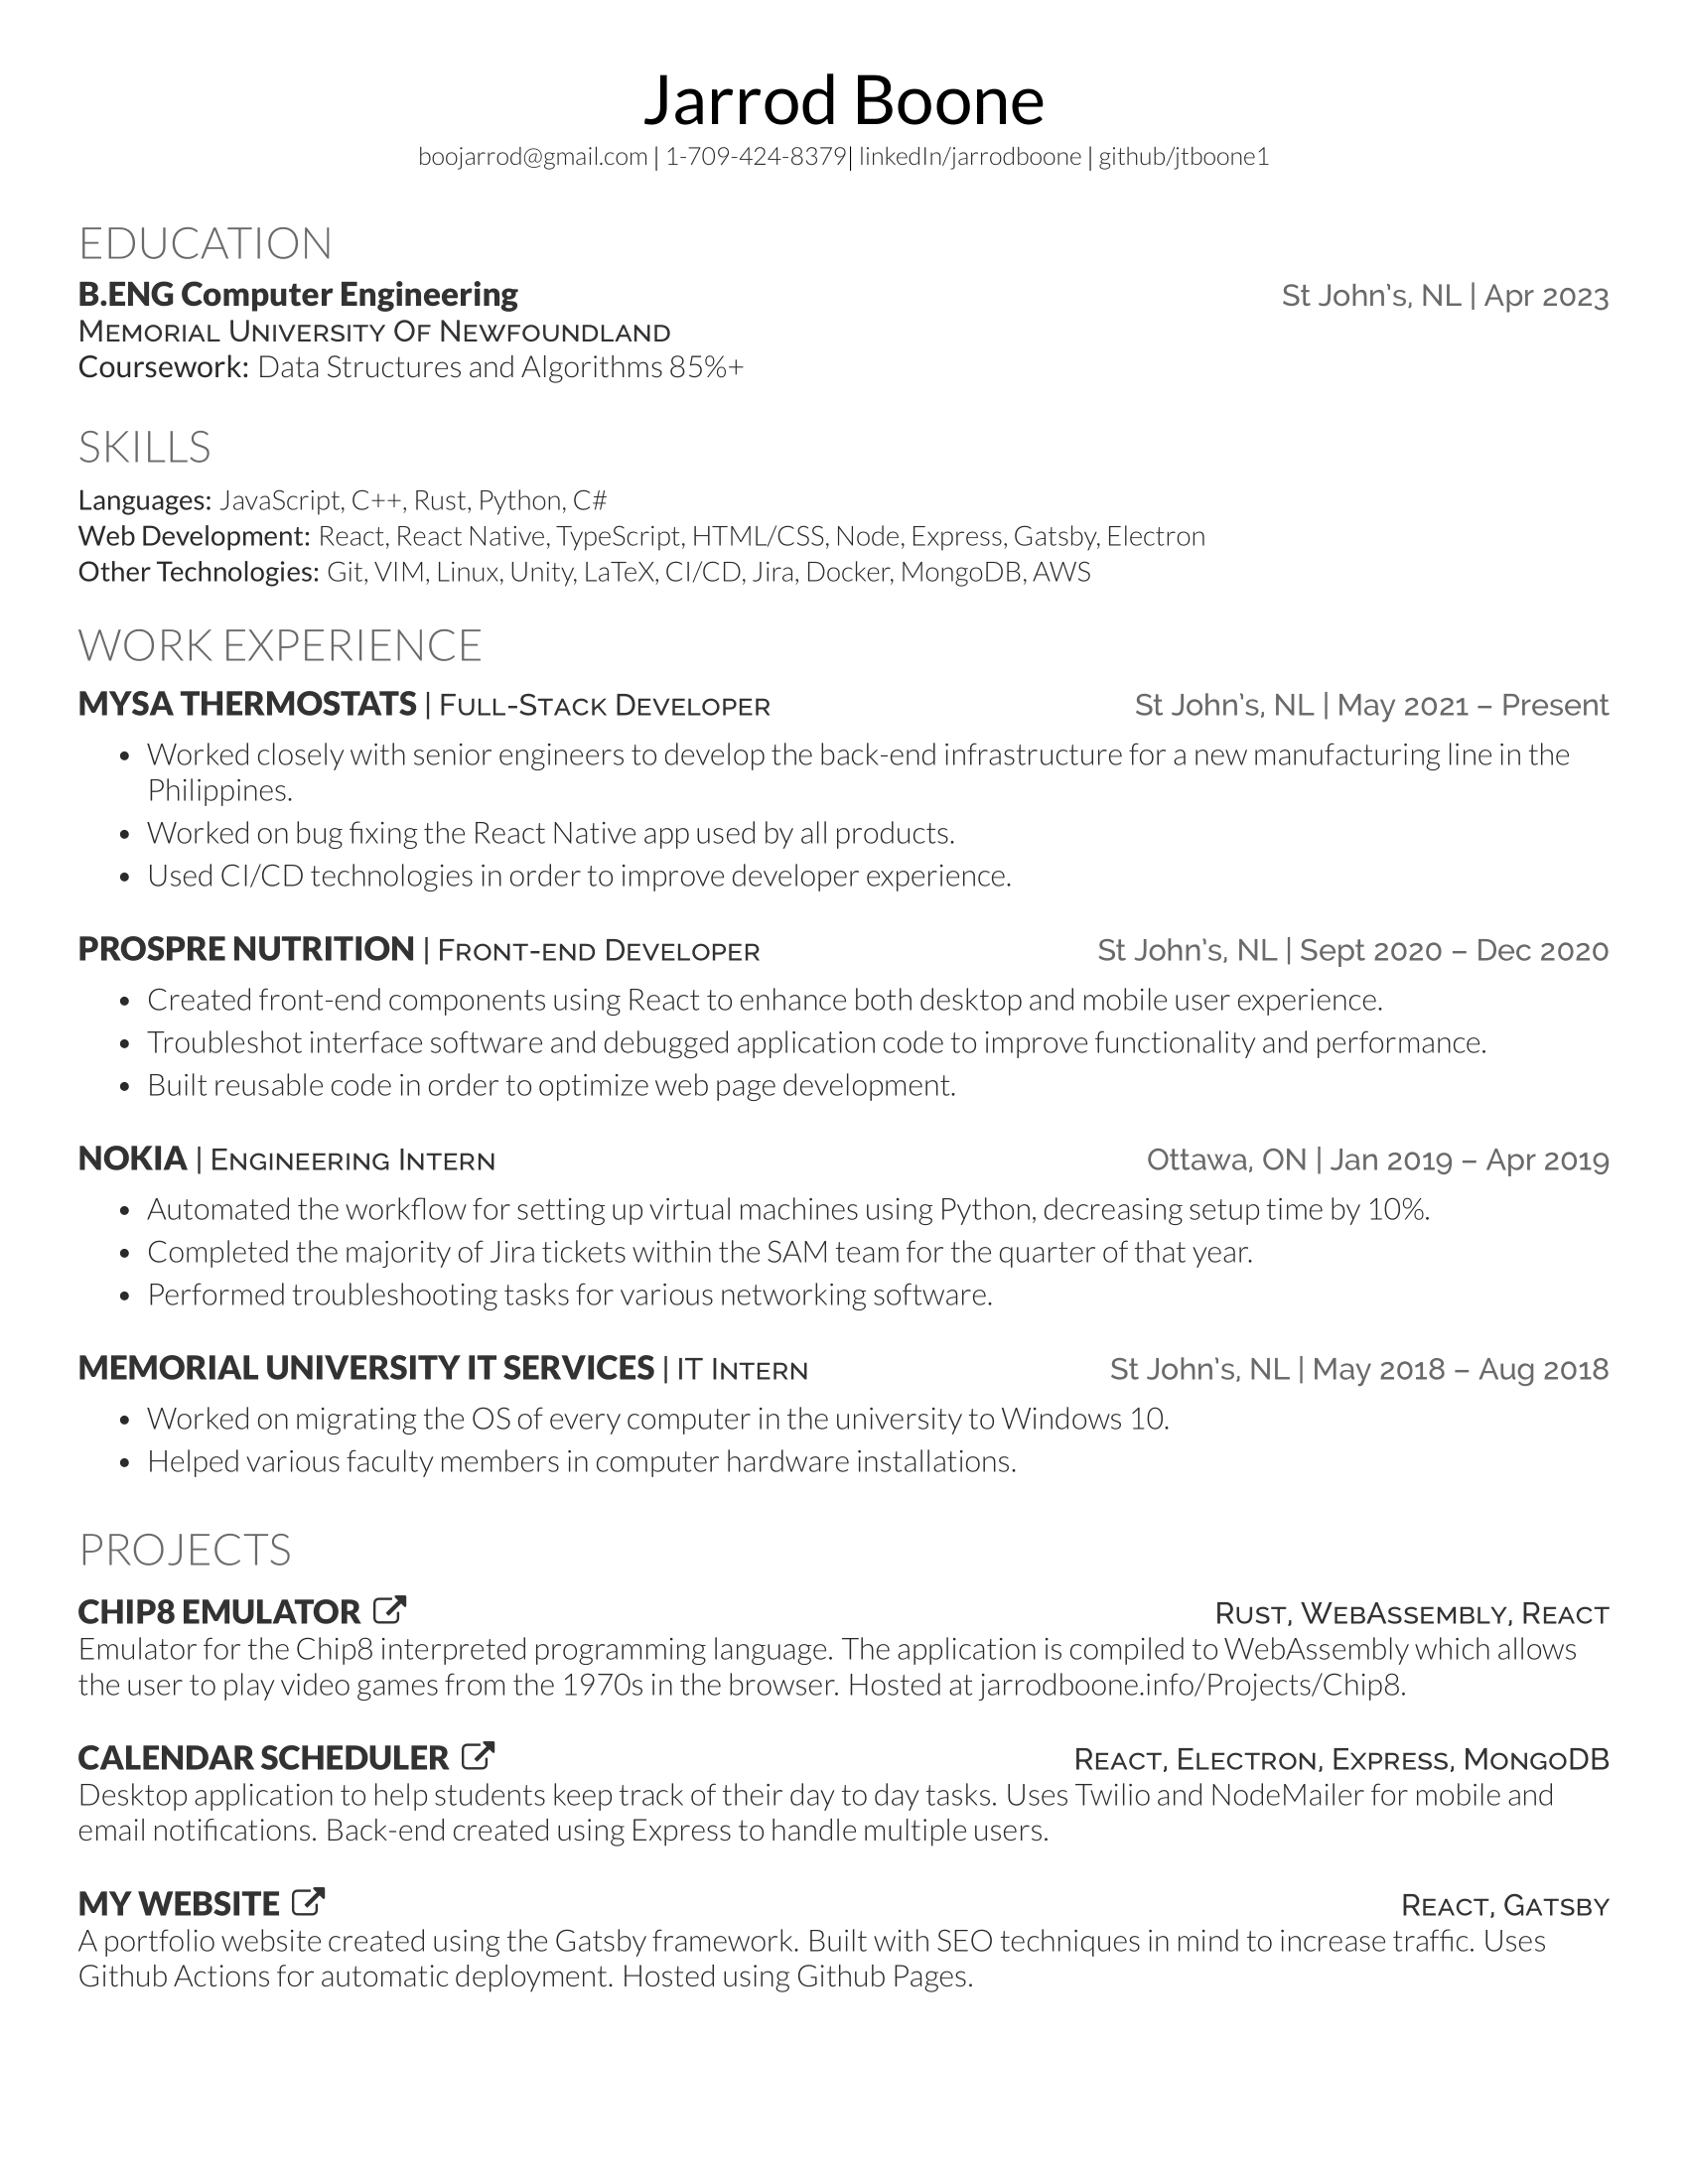 Jarrod Boone
boojarrod@gmail.com | 1-709-424-8379| linkedIn/jarrodboone | github/jtboone1
EDUCATION
B.ENG Computer Engineering St John's, NL | Apr 2023
Memorial University Of Newfoundland
Coursework: Data Structures and Algorithms 85%+
SKILLS
Languages: JavaScript, C++, Rust, Python, C#
Web Development: React, React Native, TypeScript, HTML/CSS, Node, Express, Gatsby, Electron
Other Technologies: Git, VIM, Linux, Unity, LaTeX, CI/CD, Jira, Docker, MongoDB, AWS
WORK EXPERIENCE
MYSA THERMOSTATS | Full-Stack Developer St John's, NL | May 2021 – Present
• Worked closely with senior engineers to develop the back-end infrastructure for a new manufacturing line in the
Philippines.
• Worked on bug fixing the React Native app used by all products.
• Used CI/CD technologies in order to improve developer experience.
PROSPRE NUTRITION | Front-end Developer St John's, NL | Sept 2020 – Dec 2020
• Created front-end components using React to enhance both desktop and mobile user experience.
• Troubleshot interface software and debugged application code to improve functionality and performance.
• Built reusable code in order to optimize web page development.
NOKIA | Engineering Intern Ottawa, ON | Jan 2019 – Apr 2019
• Automated the workflow for setting up virtual machines using Python, decreasing setup time by 10%.
• Completed the majority of Jira tickets within the SAM team for the quarter of that year.
• Performed troubleshooting tasks for various networking software.
MEMORIAL UNIVERSITY IT SERVICES | IT Intern St John's, NL | May 2018 – Aug 2018
• Worked on migrating the OS of every computer in the university to Windows 10.
• Helped various faculty members in computer hardware installations.
PROJECTS
CHIP8 EMULATOR Rust, WebAssembly, React
Emulator for the Chip8 interpreted programming language. The application is compiled to WebAssembly which allows
the user to play video games from the 1970s in the browser. Hosted at jarrodboone.info/Projects/Chip8.
CALENDAR SCHEDULER React, Electron, Express, MongoDB
Desktop application to help students keep track of their day to day tasks. Uses Twilio and NodeMailer for mobile and
email notifications. Back-end created using Express to handle multiple users.
MY WEBSITE React, Gatsby
A portfolio website created using the Gatsby framework. Built with SEO techniques in mind to increase traffic. Uses
Github Actions for automatic deployment. Hosted using Github Pages.